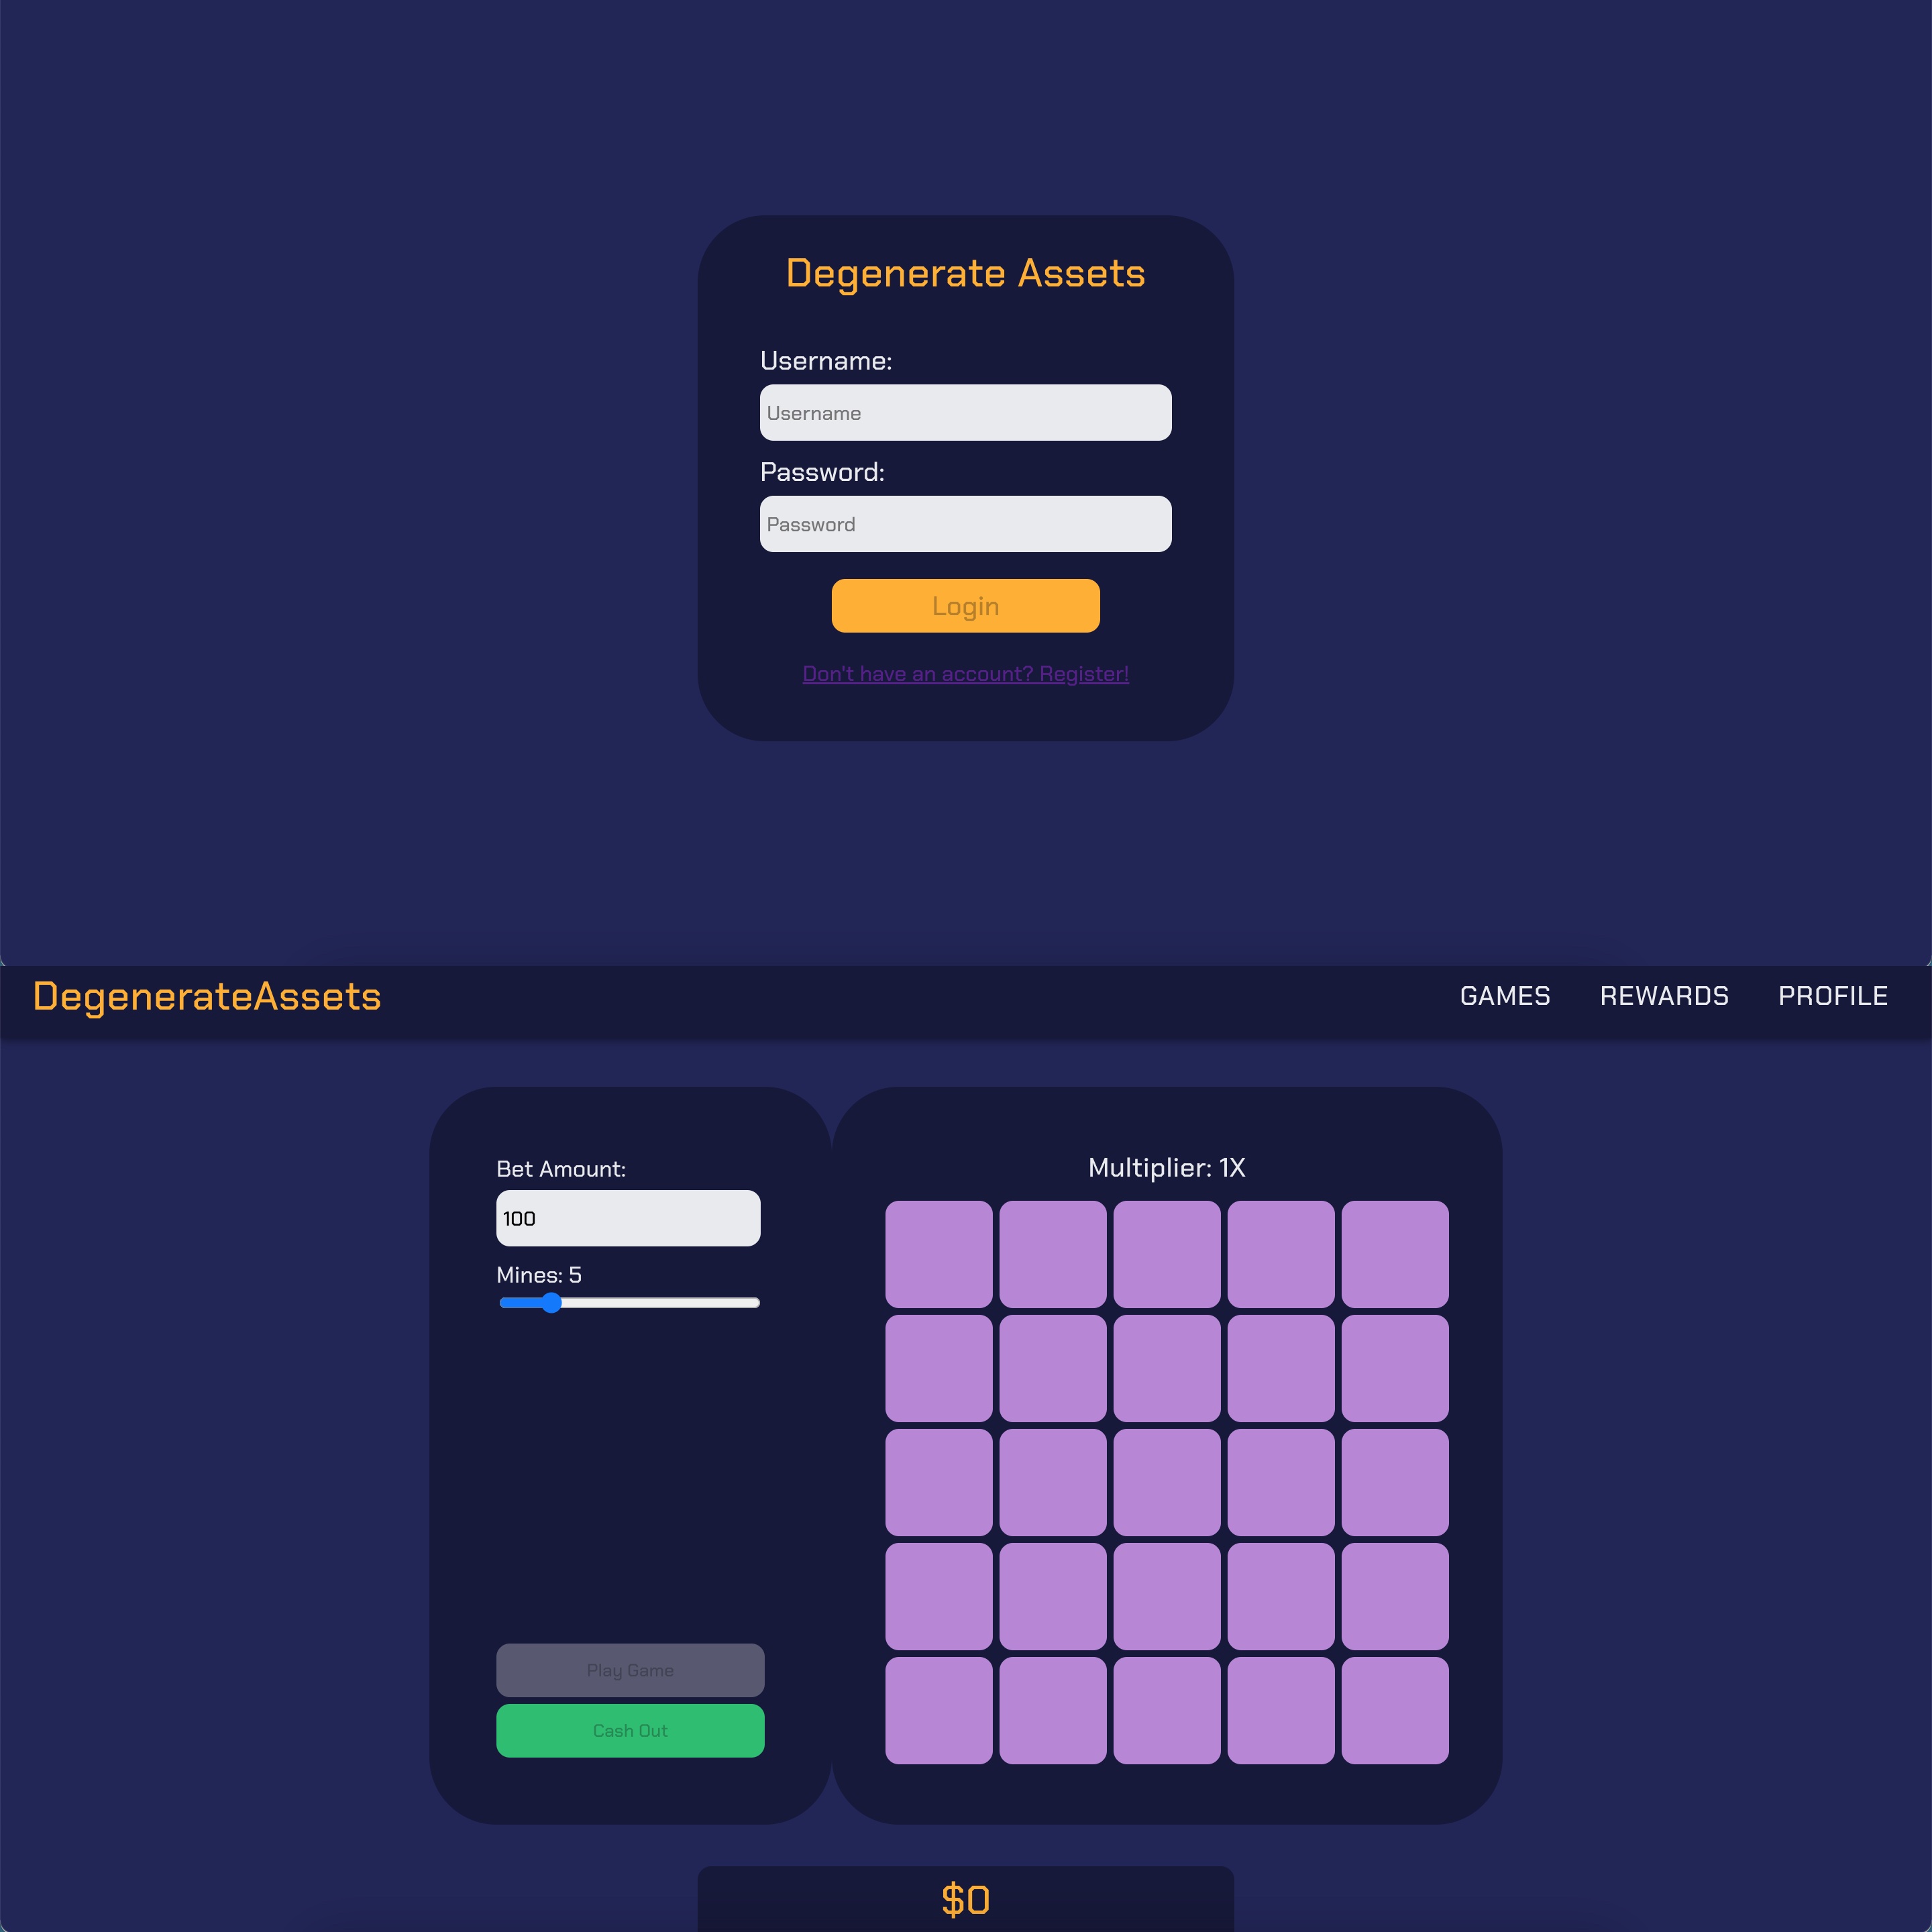 Degenerate Assets
Username:
Username
Password:
Password
Login
Don't have an account? Register!
DegenerateAssets
GAMES REWARDS PROFILE
Bet Amount:
100
Mines: 5
Play Game
Cash Out
Multiplier: 1X
$0